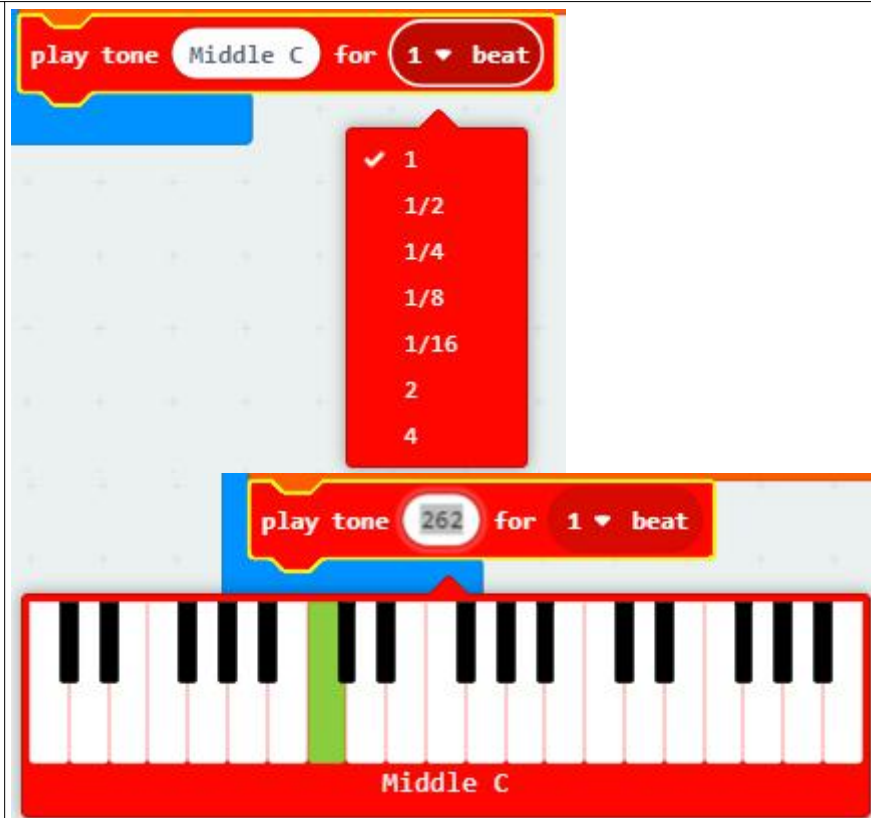 play tone Middle C for 1 beat
1
1/2
1/4
1/8
1/16
2
4
play tone 262 for 1 beat
Middle C